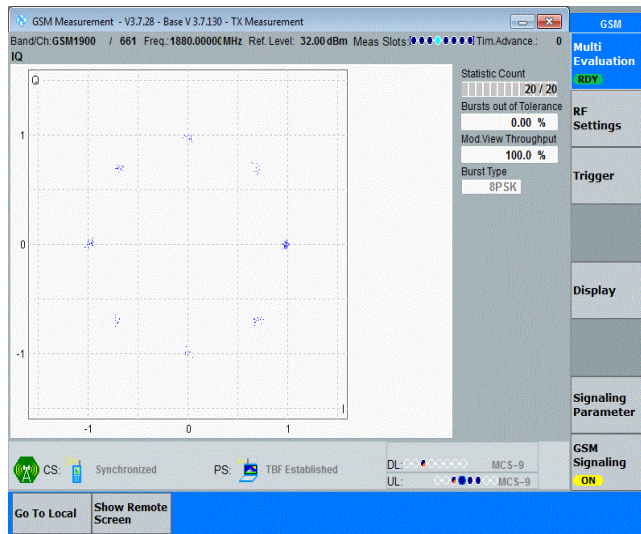 GSM Measurement - V3.7.28 - Base V 3.7.130 - TX Measurement
GSM
Band/Ch: GSM1900 / 661 Freq.: 1880.00000MHz Ref. Level: 32.00 dBm Meas Slots: Tim.Advance.: 0
IQ
Multi
Evaluation
RDY
Q
1
0
-1
-1 0 1
I
Statistic Count
20 / 20
Bursts out of Tolerance
0.00 %
Mod.View Throughput
100.0 %
Burst Type
8PSK
RF
Settings
Trigger
Display
Signaling
Parameter
GSM
Signaling
ON
CS: Synchronized PS: TBF Established
DL: MCS-9
UL: MCS-9
Go To Local
Show Remote
Screen